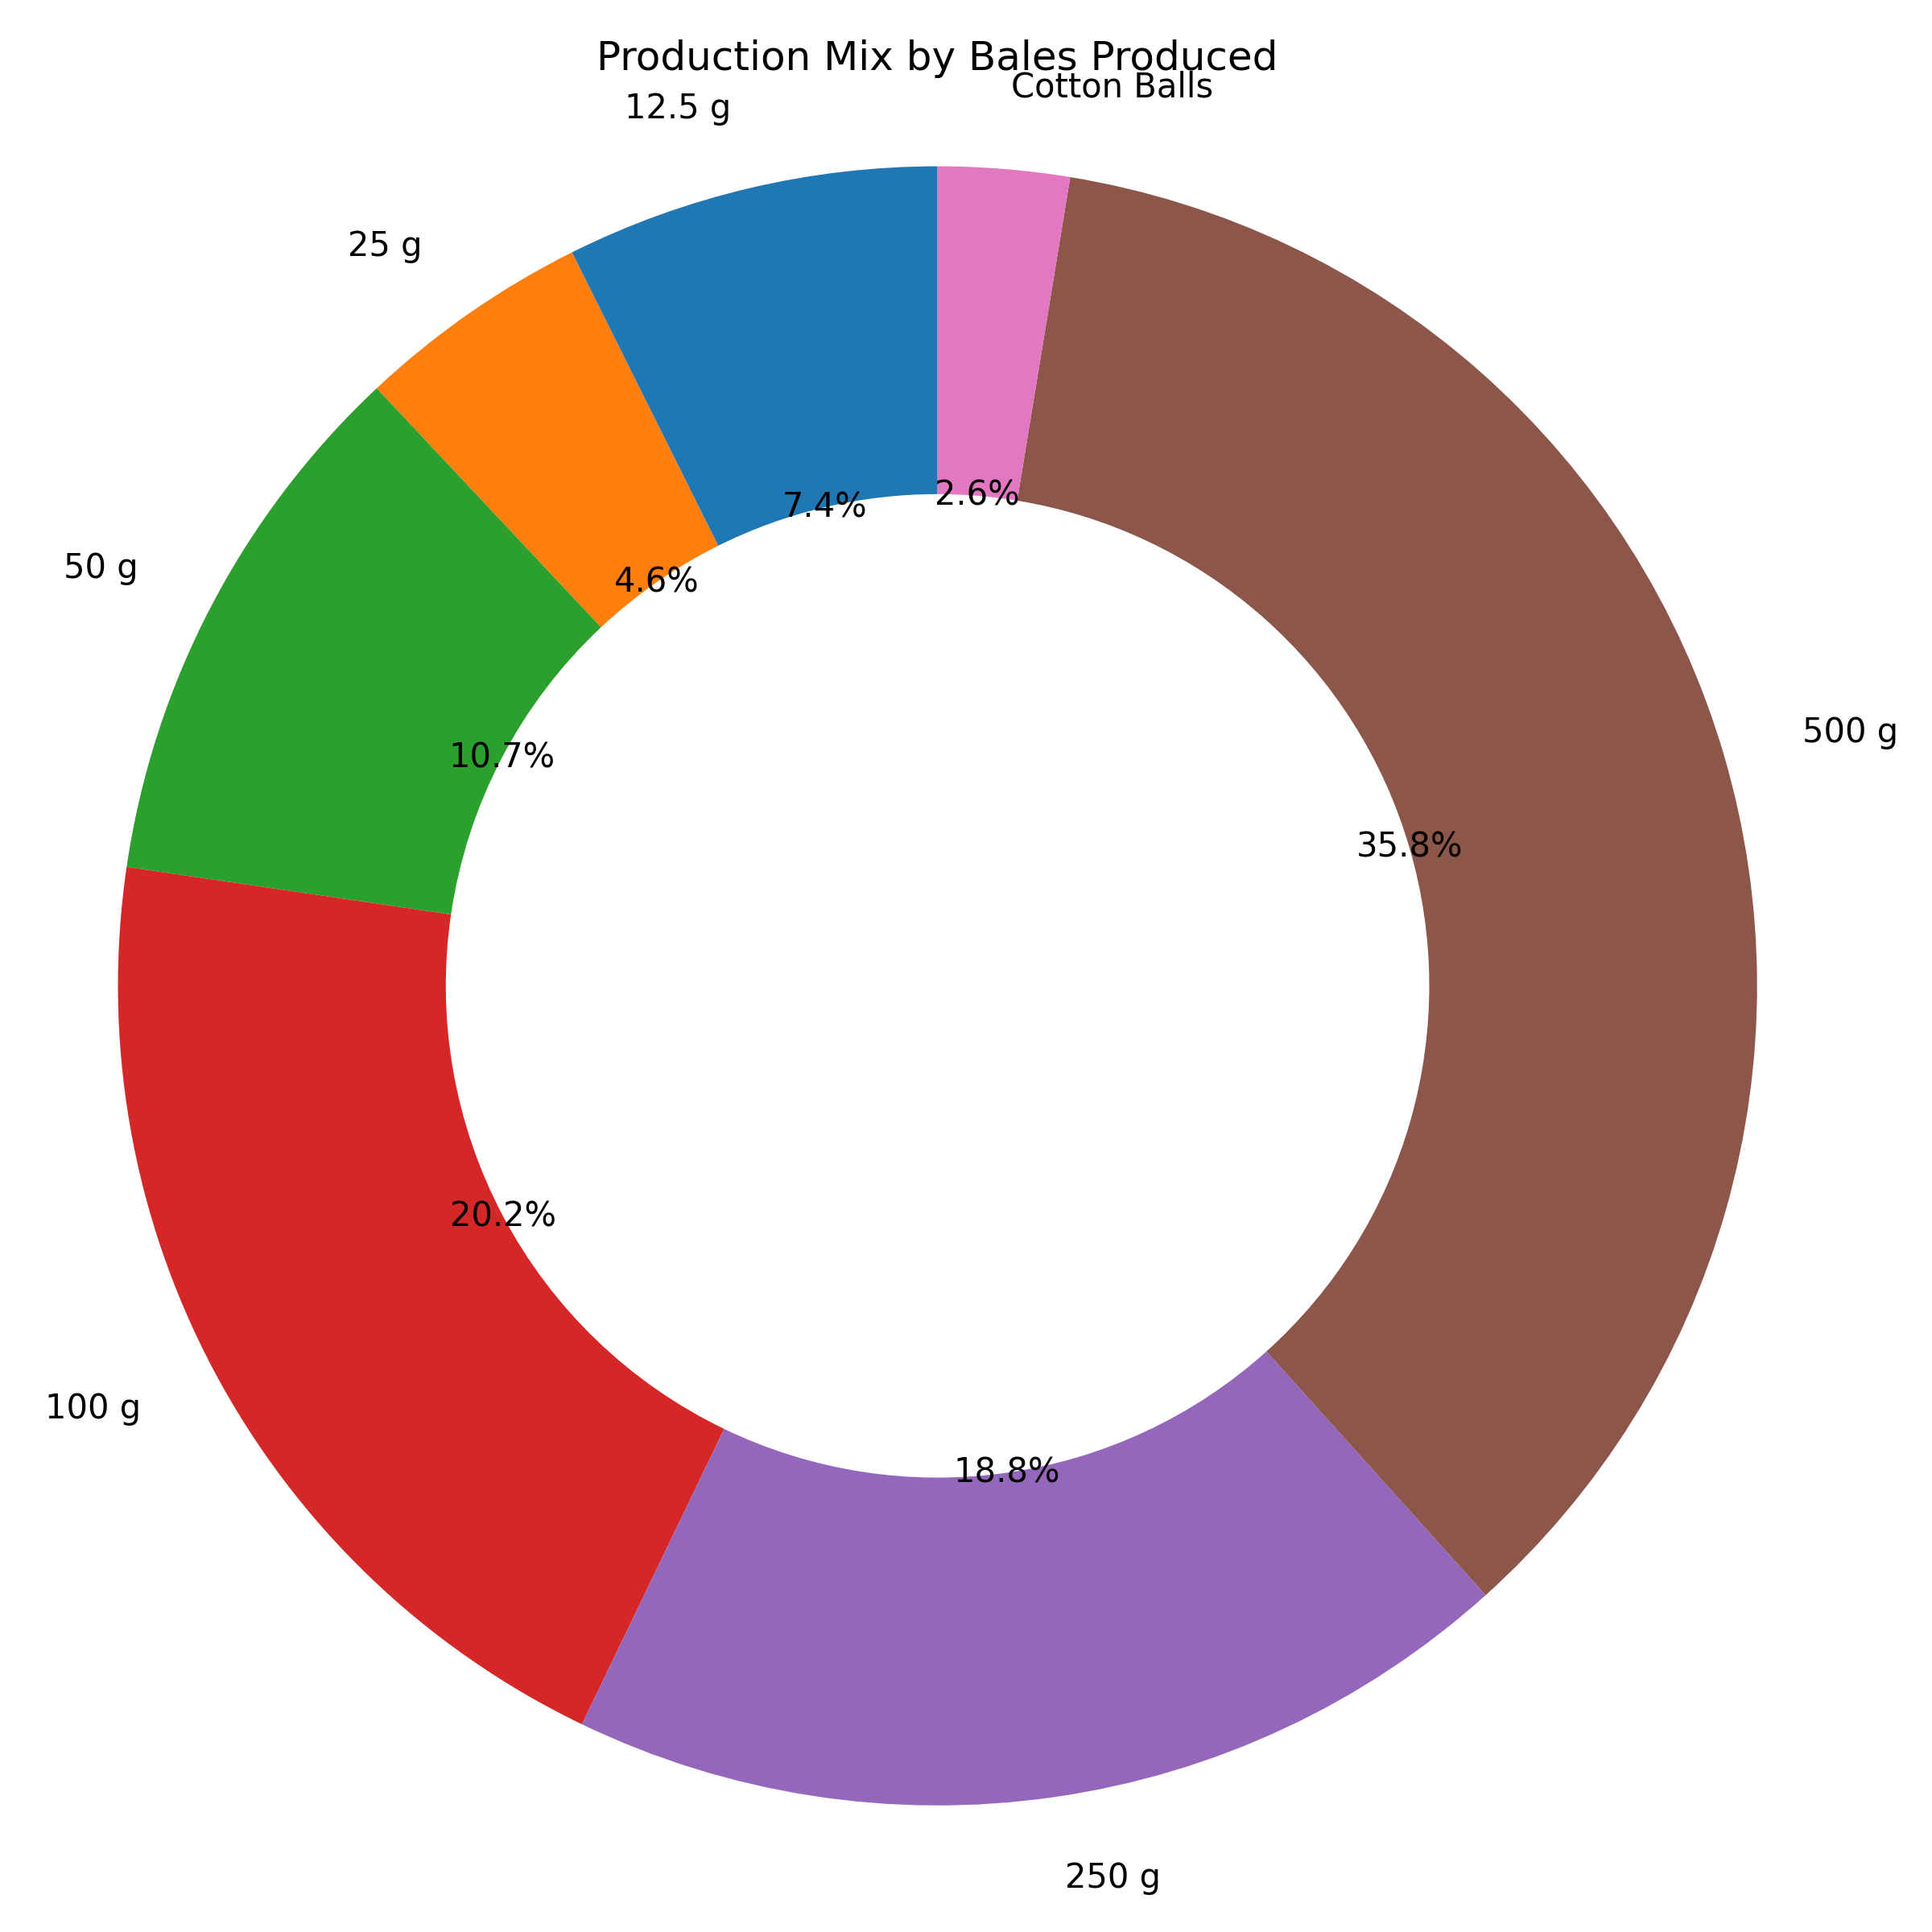 Production Mix by Bales Produced
Cotton Balls
12.5 g
25 g
50 g
100 g
250 g
500 g
7.4%
2.6%
4.6%
10.7%
35.8%
20.2%
18.8%